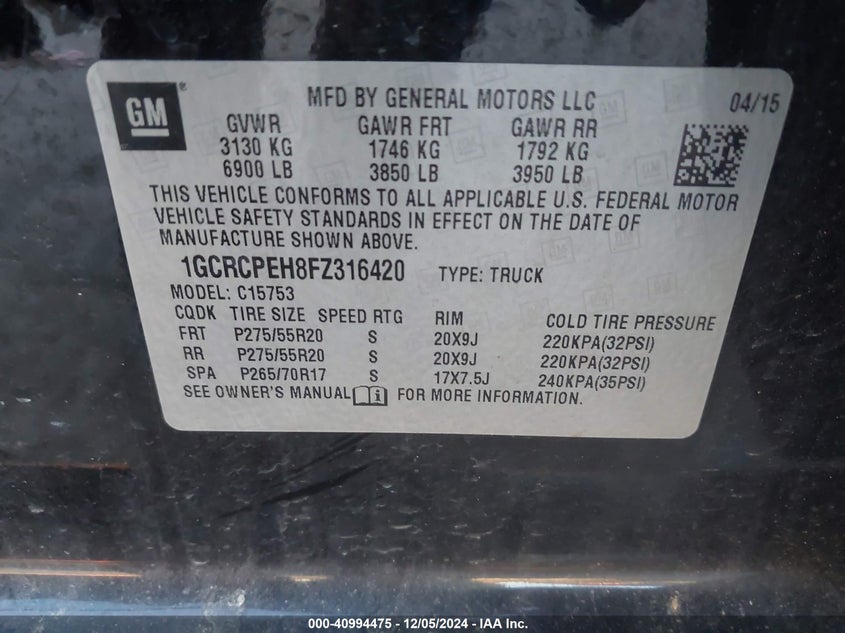 GM ®
MFD BY GENERAL MOTORS LLC 04/15
GVWR GAWR FRT GAWR RR
3130 KG 1746 KG 1792 KG
6900 LB 3850 LB 3950 LB
THIS VEHICLE CONFORMS TO ALL APPLICABLE U.S. FEDERAL MOTOR
VEHICLE SAFETY STANDARDS IN EFFECT ON THE DATE OF
MANUFACTURE SHOWN ABOVE.
1GCRCPEH8FZ316420 TYPE: TRUCK
MODEL: C15753
CQDK TIRE SIZE SPEED RTG RIM COLD TIRE PRESSURE
FRT P275/55R20 S 20X9J 220KPA(32PSI)
RR P275/55R20 S 20X9J 220KPA(32PSI)
SPA P265/70R17 S 17X7.5J 240KPA(35PSI)
SEE OWNER'S MANUAL FOR MORE INFORMATION.
000-40994475 - 12/05/2024 - IAA Inc.